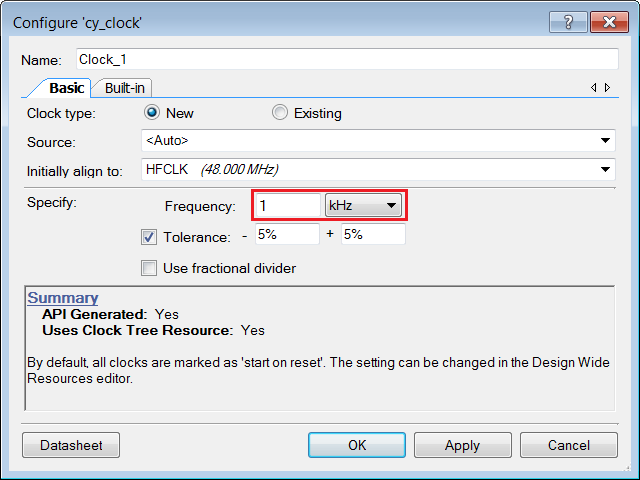 Configure 'cy_clock'
Name: Clock_1
Basic Built-in
Clock type: New Existing
Source: <Auto>
Initially align to: HFCLK (48.000 MHz)
Specify: Frequency: 1 kHz
Tolerance: - 5% + 5%
Use fractional divider
Summary
API Generated: Yes
Uses Clock Tree Resource: Yes
By default, all clocks are marked as 'start on reset'. The setting can be changed in the Design Wide
Resources editor.
Datasheet OK Apply Cancel